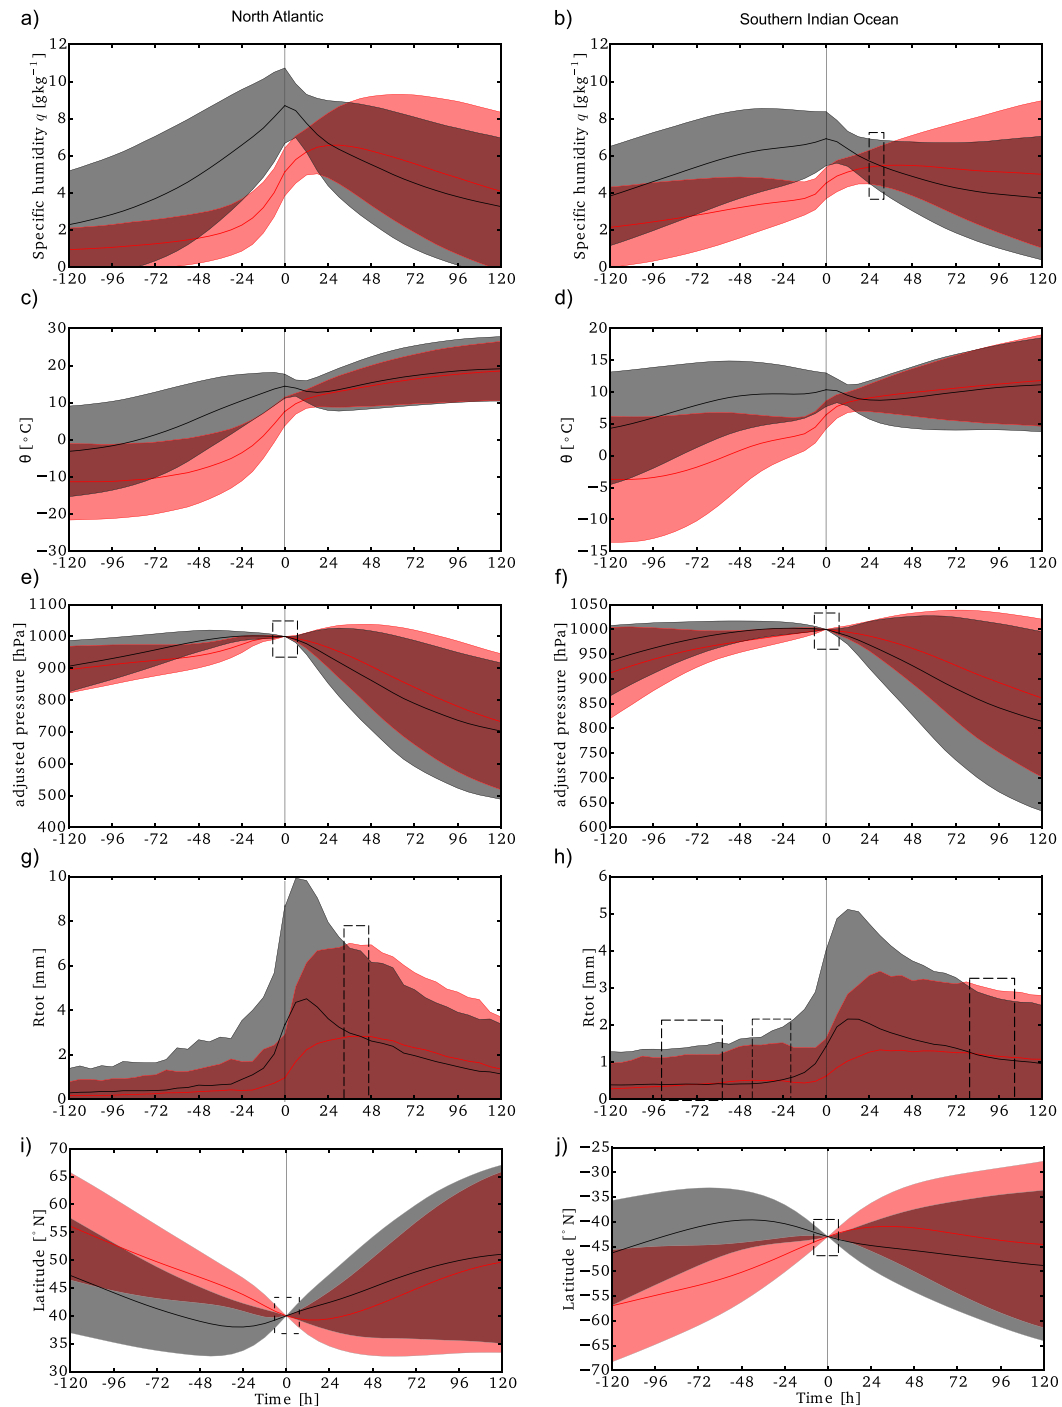 a) North Atlantic b) Southern Indian Ocean
12 12
10 10
8 8
6 6
4 4
2 2
0 0
Specific humidity q [gkg−1] Specific humidity q [gkg−1]
-120 -96 -72 -48 -24 0 24 48 72 96 120 -120 -96 -72 -48 -24 0 24 48 72 96 120
c) d)
30 20
20 15
10 10
0 5
−10 0
−20 −5
−30 −10
−15
θ [°C] θ [°C]
-120 -96 -72 -48 -24 0 24 48 72 96 120 -120 -96 -72 -48 -24 0 24 48 72 96 120
e) f)
1100 1050
1000 1000
900 950
800 900
700 850
600 800
500 750
400 700
650
600
adjusted pressure [hPa] adjusted pressure [hPa]
-120 -96 -72 -48 -24 0 24 48 72 96 120 -120 -96 -72 -48 -24 0 24 48 72 96 120
g) h)
10 6
8 5
6 4
4 3
2 2
0 1
0
Rtot [mm] Rtot [mm]
-120 -96 -72 -48 -24 0 24 48 72 96 120 -120 -96 -72 -48 -24 0 24 48 72 96 120
i) j)
70 −25
65 −30
60 −35
55 −40
50 −45
45 −50
40 −55
35 −60
30 −65
−70
Latitude [°N] Latitude [°N]
-120 -96 -72 -48 -24 0 24 48 72 96 120 -120 -96 -72 -48 -24 0 24 48 72 96 120
Time [h] Time [h]